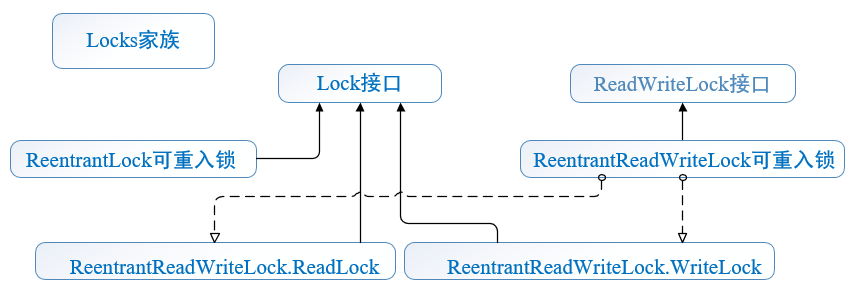 Locks家族
Lock接口
ReadWriteLock接口
ReentrantLock可重入锁
ReentrantReadWriteLock可重入锁
ReentrantReadWriteLock.ReadLock
ReentrantReadWriteLock.WriteLock